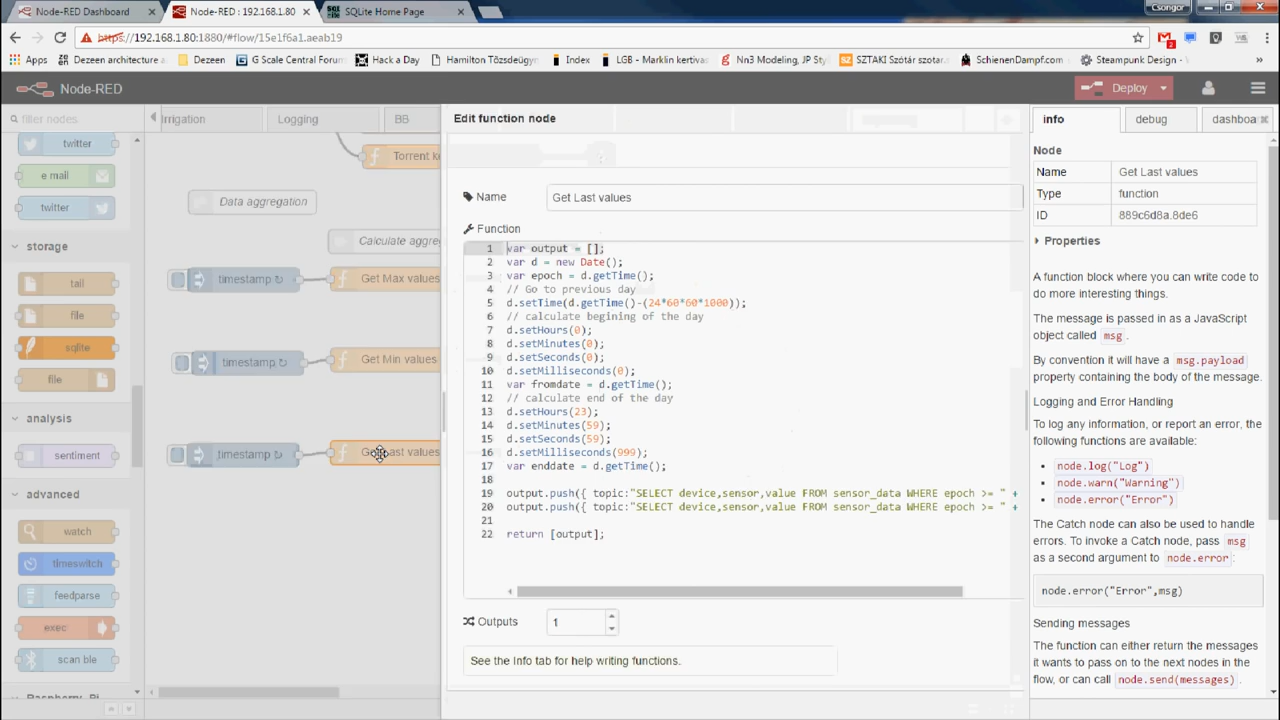 Node-RED Dashboard
Node-RED : 192.168.1.80
SQLite Home Page
Csongor
https://192.168.1.80:1880/#flow/15e1f6a1.aeab19
2
Apps
Dezeen architecture a
Dezeen
G Scale Central Forum
Hack a Day
Hamilton Tőzsdeügyn
Index
LGB - Marklin kertivas
Nn3 Modeling, JP Sty
SZTAKI Szótár szotar.
SchienenDampf.com
Steampunk Design -
»
Node-RED
Deploy
filter nodes
Irrigation
Logging
BB
Edit function node
info
debug
dashboa
twitter
e mail
twitter
storage
tail
file
sqlite
file
analysis
sentiment
advanced
watch
timeswitch
feedparse
exec
scan ble
Raspberry_Pi
Torrent ke
Data aggregation
Calculate aggre
timestamp ↻
Get Max values
timestamp ↻
Get Min values
timestamp ↻
Get Last values
Name
Get Last values
Function
1 var output = [];
2 var d = new Date();
3 var epoch = d.getTime();
4 // Go to previous day
5 d.setTime(d.getTime()-(24*60*60*1000));
6 // calculate begining of the day
7 d.setHours(0);
8 d.setMinutes(0);
9 d.setSeconds(0);
10 d.setMilliseconds(0);
11 var fromdate = d.getTime();
12 // calculate end of the day
13 d.setHours(23);
14 d.setMinutes(59);
15 d.setSeconds(59);
16 d.setMilliseconds(999);
17 var enddate = d.getTime();
18
19 output.push({ topic:"SELECT device,sensor,value FROM sensor_data WHERE epoch >= " +
20 output.push({ topic:"SELECT device,sensor,value FROM sensor_data WHERE epoch >= " +
21
22 return [output];
Outputs
1
See the Info tab for help writing functions.
Node
Name Get Last values
Type function
ID 889c6d8a.8de6
Properties
A function block where you can write code to
do more interesting things.
The message is passed in as a JavaScript
object called msg.
By convention it will have a msg.payload
property containing the body of the message.
Logging and Error Handling
To log any information, or report an error, the
following functions are available:
• node.log("Log")
• node.warn("Warning")
• node.error("Error")
The Catch node can also be used to handle
errors. To invoke a Catch node, pass msg
as a second argument to node.error:
node.error("Error",msg)
Sending messages
The function can either return the messages
it wants to pass on to the next nodes in the
flow, or can call node.send(messages).